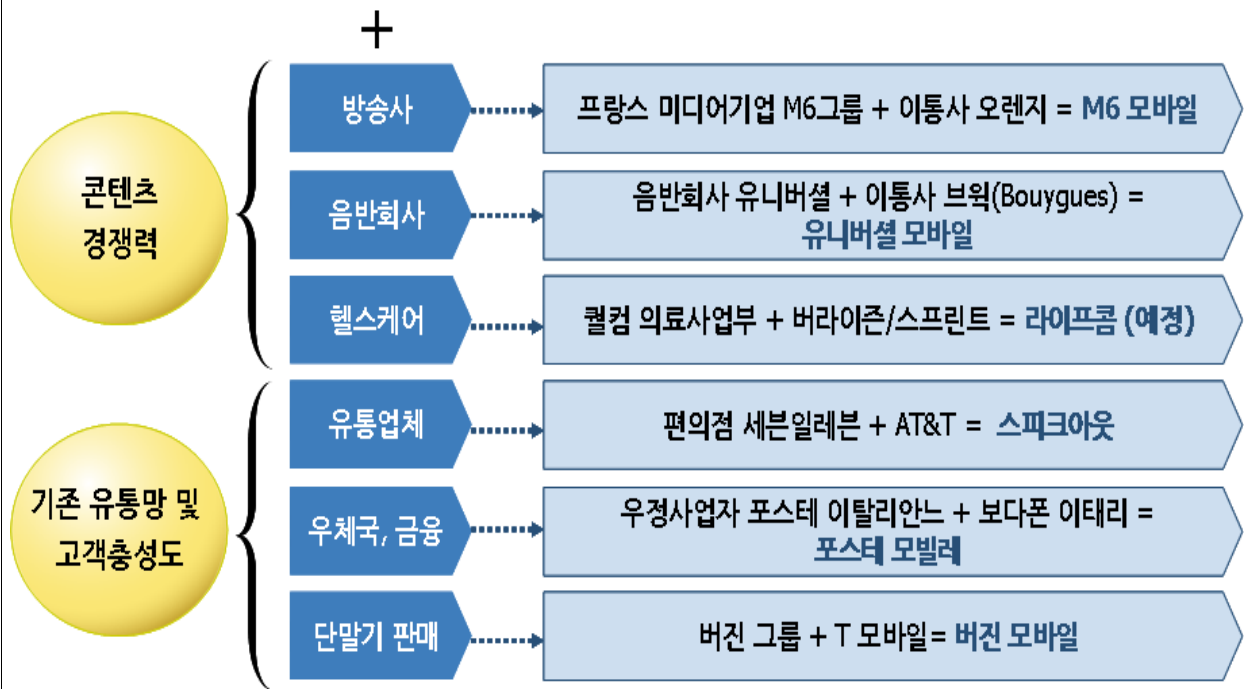 +
콘텐츠
경쟁력
방송사
프랑스 미디어기업 M6그룹 + 이통사 오렌지 = M6 모바일
음반회사
음반회사 유니버셜 + 이통사 브웍(Bouygues) =
유니버셜 모바일
헬스케어
퀄컴 의료사업부 + 버라이즌/스프린트 = 라이프콤 (예정)
기존 유통망 및
고객충성도
유통업체
편의점 세븐일레븐 + AT&T = 스피크아웃
우체국, 금융
우정사업자 포스테 이탈리안느 + 보다폰 이태리 =
포스테 모빌레
단말기 판매
버진 그룹 + T 모바일= 버진 모바일